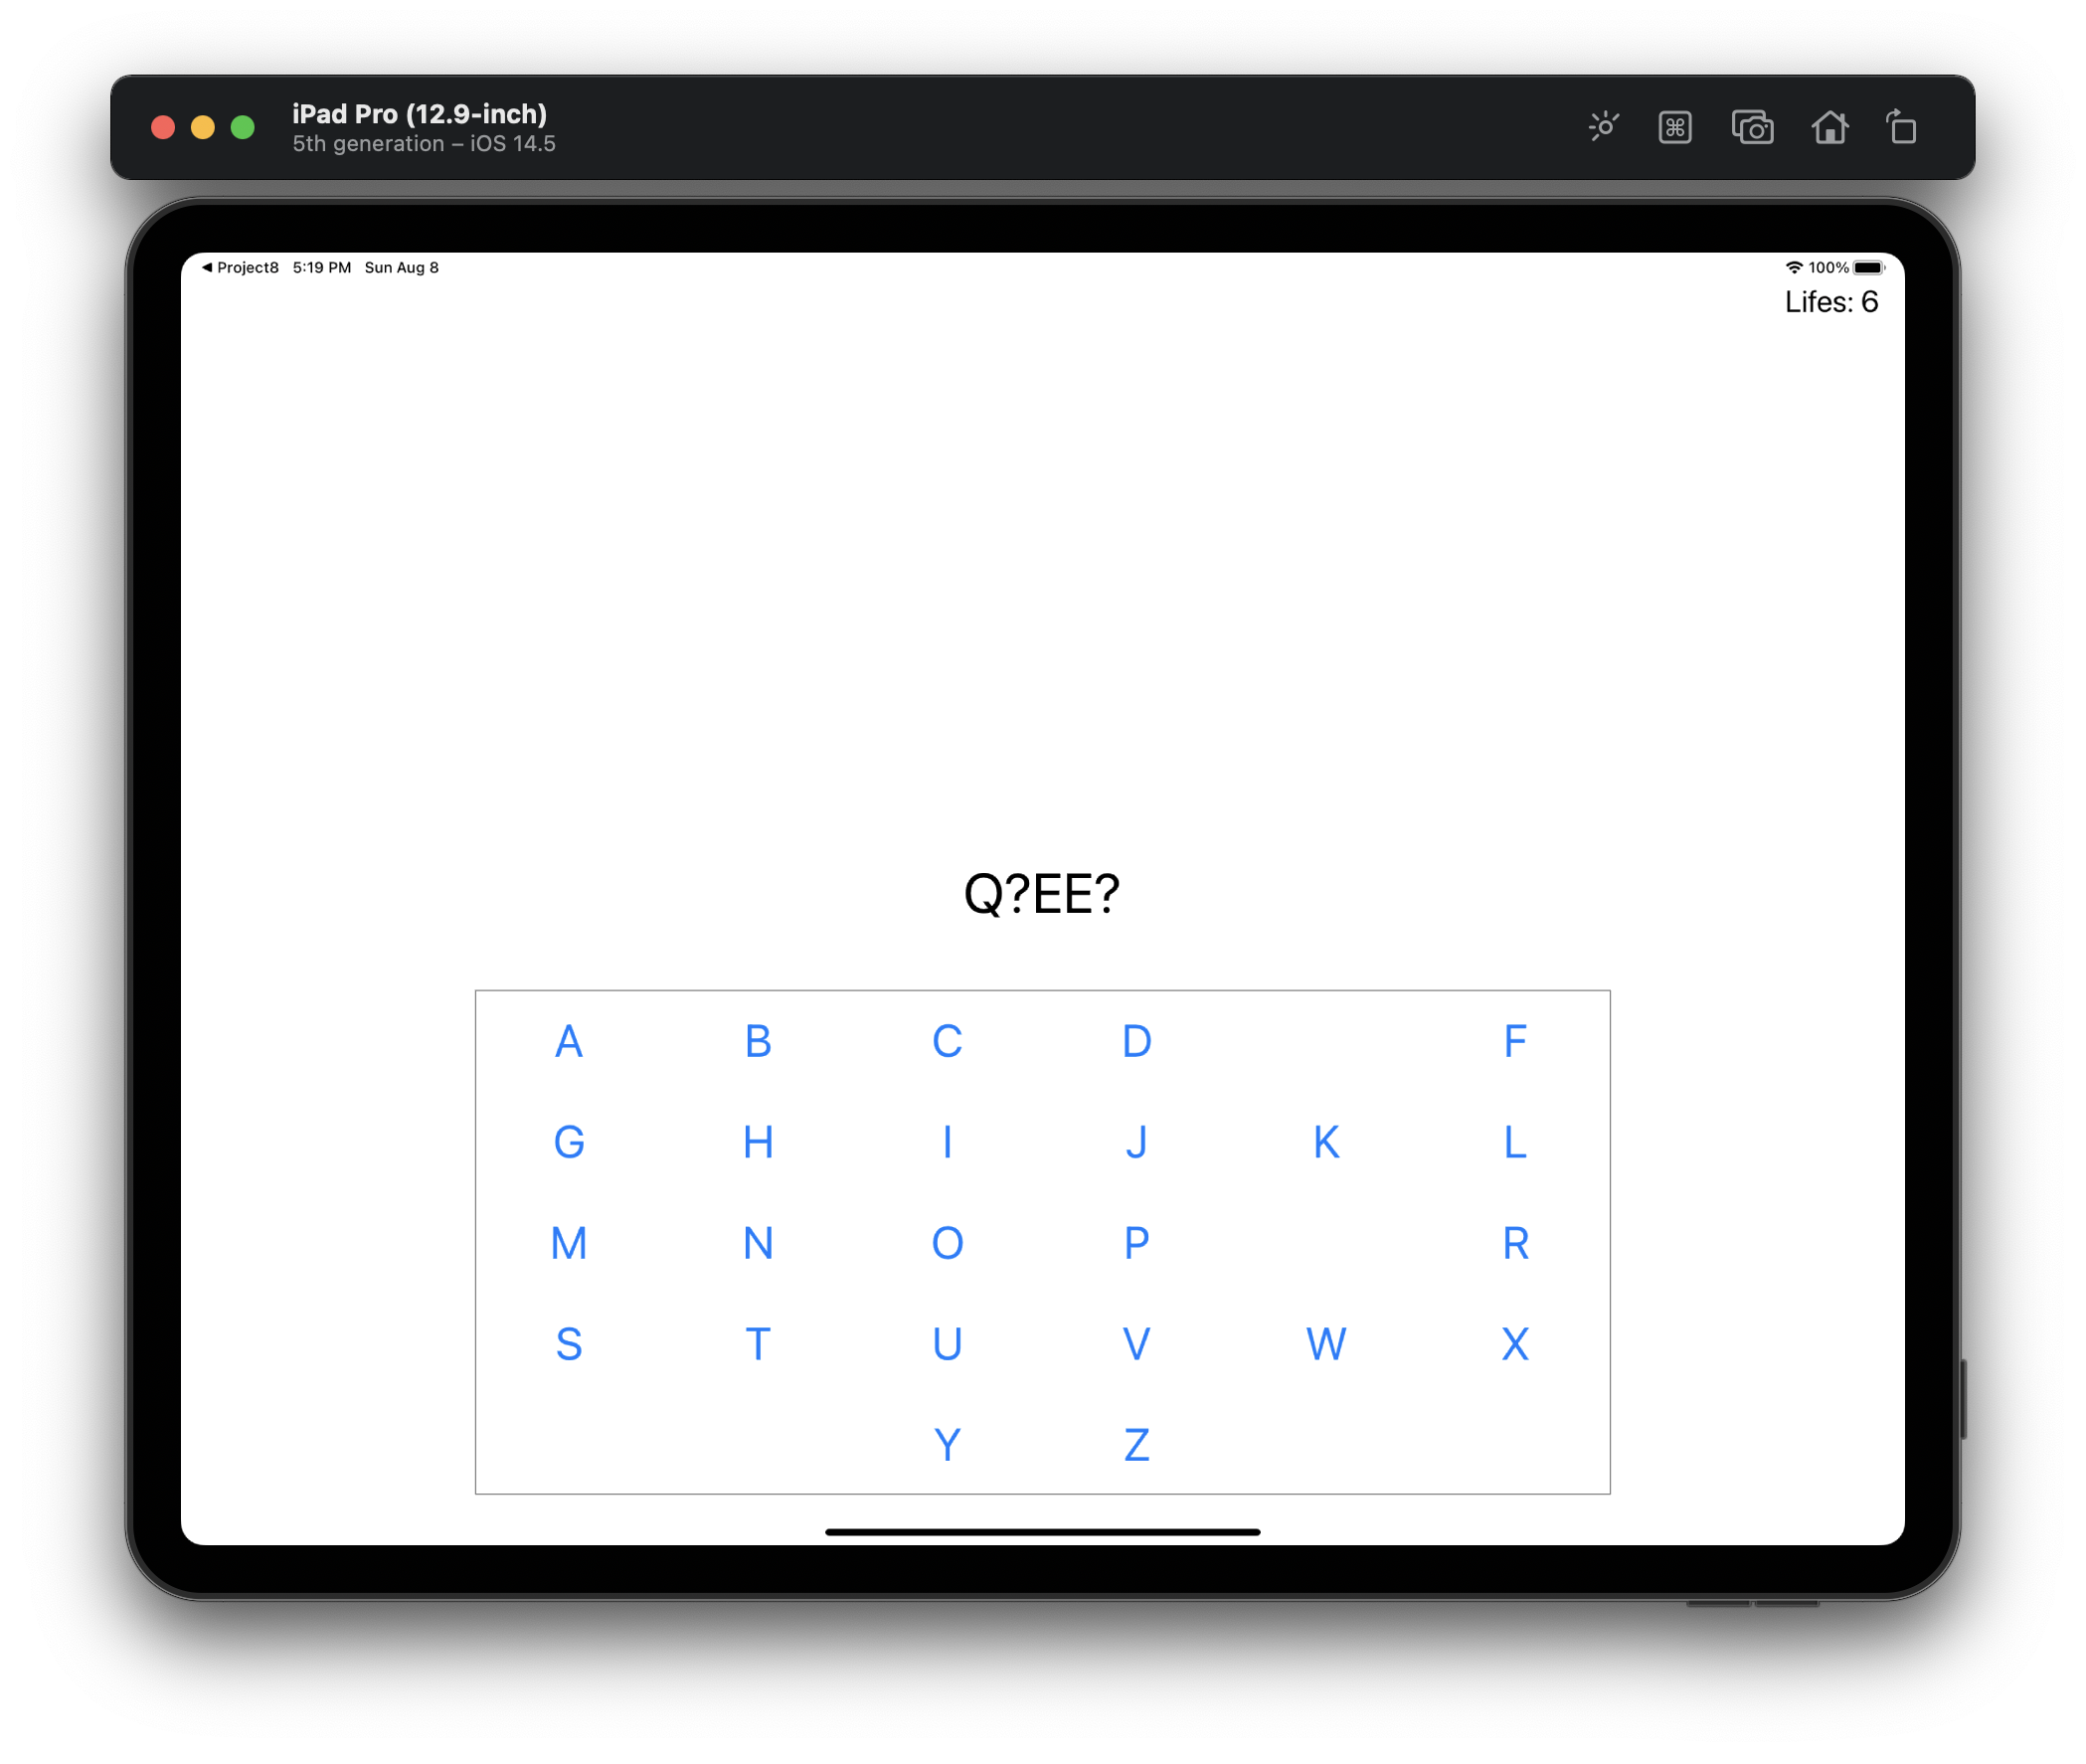 iPad Pro (12.9-inch)
5th generation – iOS 14.5
◀ Project8 5:19 PM Sun Aug 8 100%
Lifes: 6
Q?EE?
A B C D F
G H I J K L
M N O P R
S T U V W X
Y Z